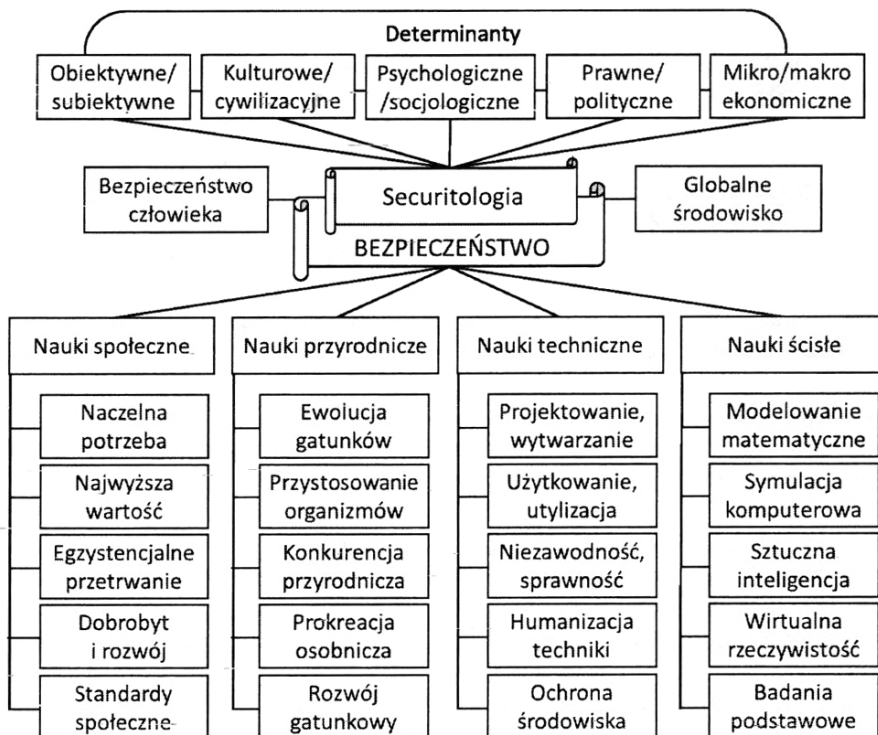 Determinanty
Obiektywne/
subiektywne
Kulturowe/
cywilizacyjne
Psychologiczne
/socjologiczne
Prawne/
polityczne
Mikro/makro
ekonomiczne
Bezpieczeństwo
człowieka
Securitologia
Globalne
środowisko
BEZPIECZEŃSTWO
Nauki społeczne
Naczelna
potrzeba
Najwyższa
wartość
Egzystencjalne
przetrwanie
Dobrobyt
i rozwój
Standardy
społeczne
Nauki przyrodnicze
Ewolucja
gatunków
Przystosowanie
organizmów
Konkurencja
przyrodnicza
Prokreacja
osobnicza
Rozwój
gatunkowy
Nauki techniczne
Projektowanie,
wytwarzanie
Użytkowanie,
utylizacja
Niezawodność,
sprawność
Humanizacja
techniki
Ochrona
środowiska
Nauki ścisłe
Modelowanie
matematyczne
Symulacja
komputerowa
Sztuczna
inteligencja
Wirtualna
rzeczywistość
Badania
podstawowe